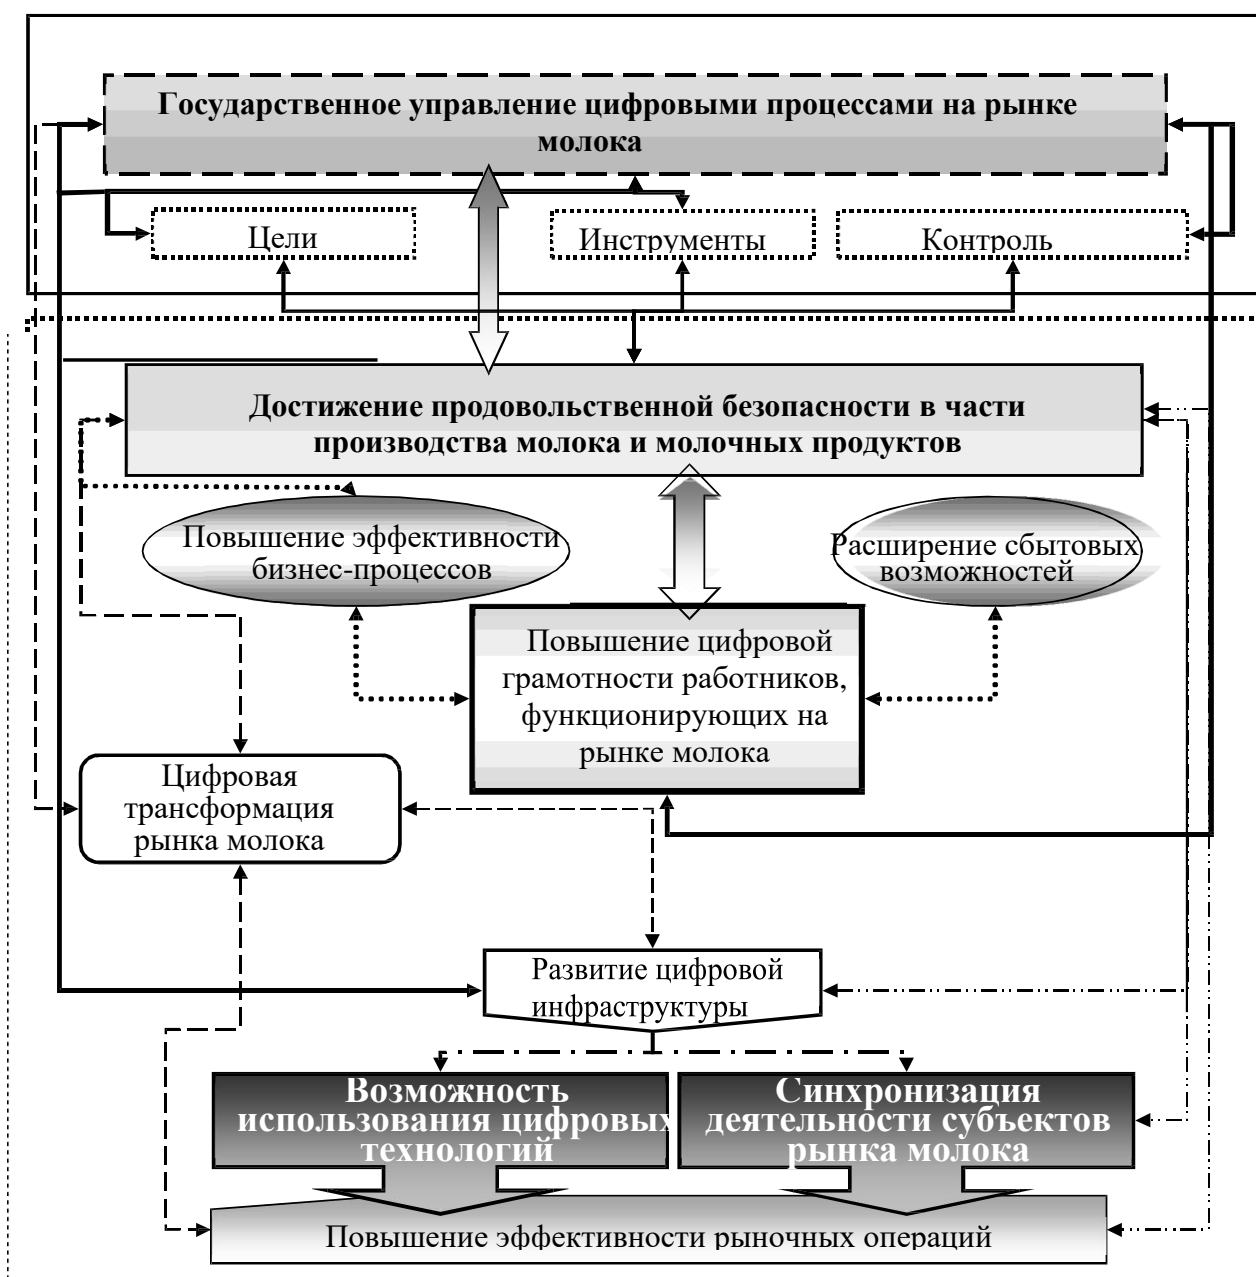 Государственное управление цифровыми процессами на рынке
молока
Цели
Инструменты
Контроль
Достижение продовольственной безопасности в части
производства молока и молочных продуктов
Повышение эффективности
бизнес-процессов
Расширение сбытовых
возможностей
Повышение цифровой
грамотности работников,
функционирующих на
рынке молока
Цифровая
трансформация
рынка молока
Развитие цифровой
инфраструктуры
Возможность
использования цифровых
технологий
Синхронизация
деятельности субъектов
рынка молока
Повышение эффективности рыночных операций